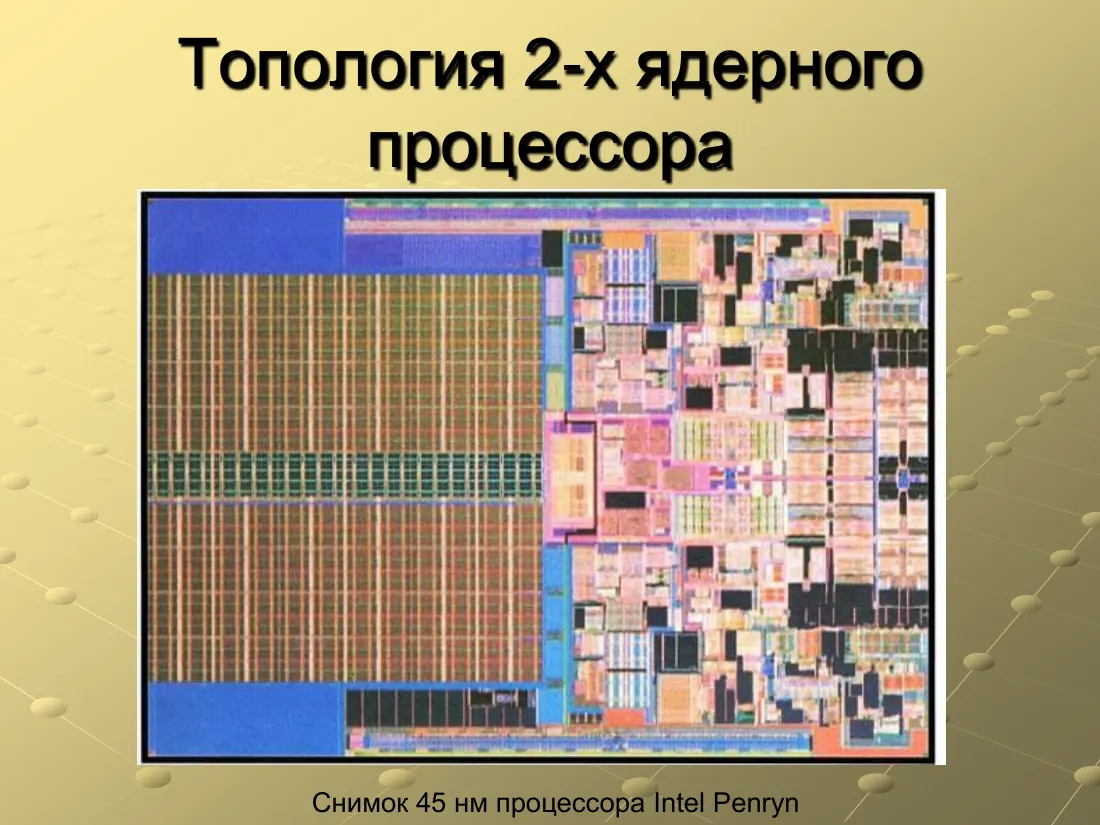 Топология 2-х ядерного
процессора
Снимок 45 нм процессора Intel Penryn